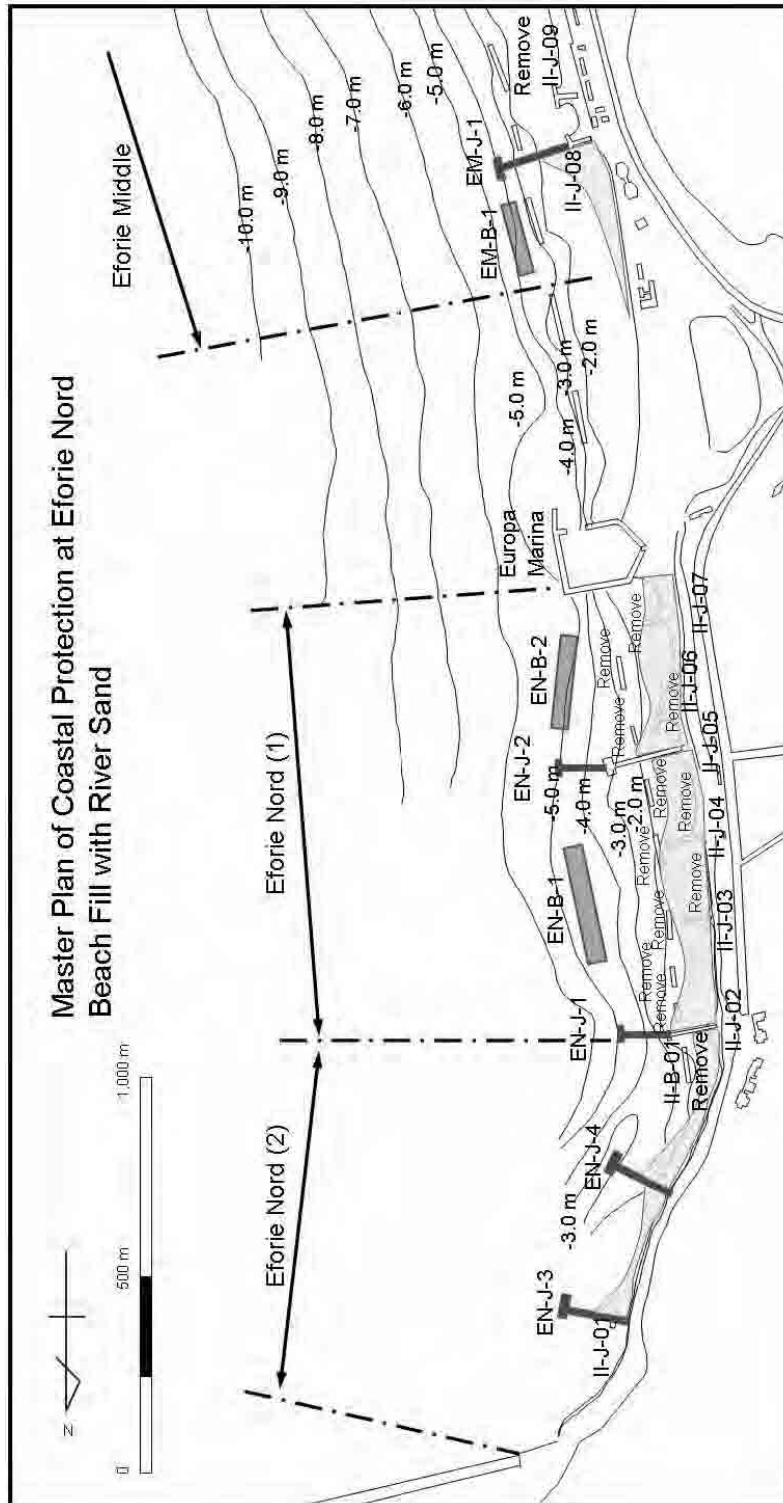 Master Plan of Coastal Protection at Eforie Nord
Beach Fill with River Sand
N
0
500 m
1,000 m
Eforie Nord (2)
Eforie Nord (1)
Eforie Middle
-10.0 m
-9.0 m
-8.0 m
-7.0 m
-6.0 m
-5.0 m
EN-J-3
II-J-01
-3.0 m
EN-J-4
EN-J-1
II-B-01
Remove
II-J-02
EN-B-1
Remove
Remove
Remove
Remove
Remove
II-J-03
II-J-04
EN-J-2
-5.0 m
-4.0 m
-3.0 m
-2.0 m
Remove
Remove
Remove
Remove
II-J-05
EN-B-2
Remove
Remove
Remove
II-J-06
II-J-07
Europa
Marina
-5.0 m
-4.0 m
-3.0 m
-2.0 m
EM-B-1
EM-J-1
II-J-08
Remove
II-J-09